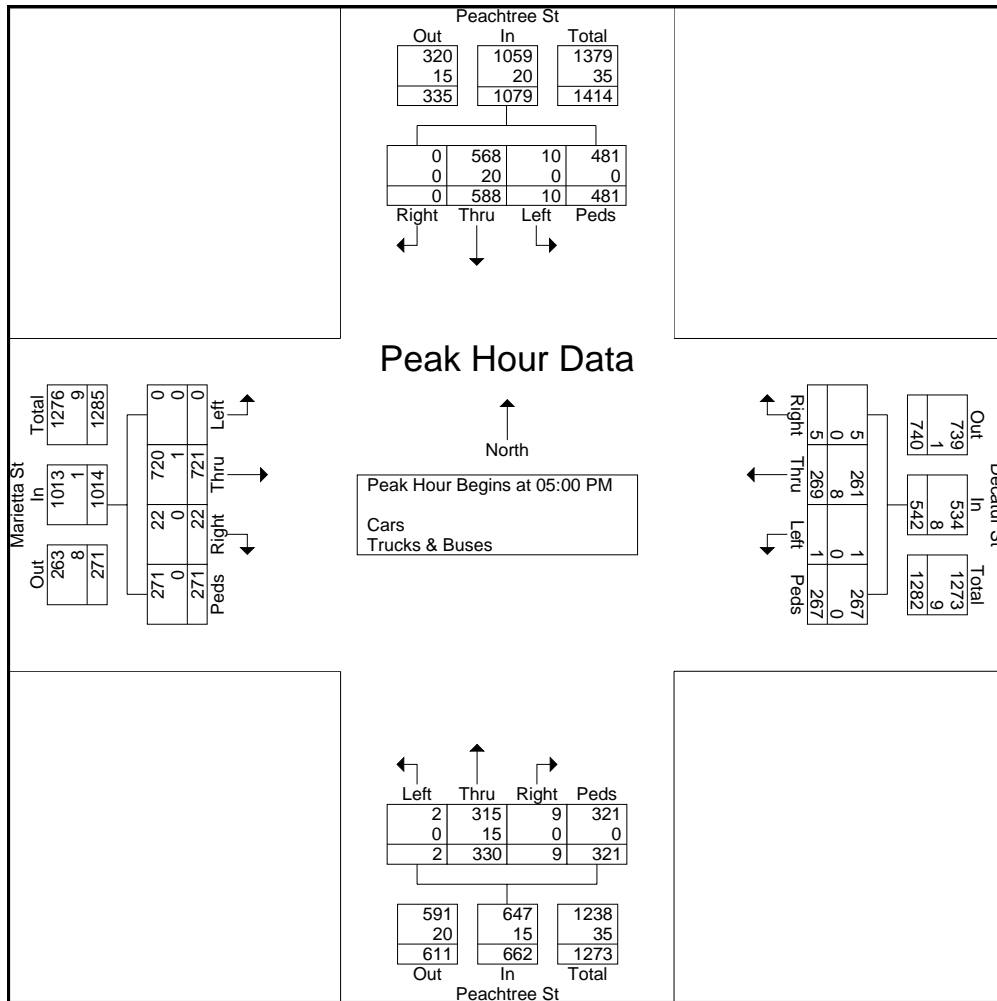 Peachtree St
Out In Total
320 1059 1379
15 20 35
335 1079 1414
0 568 10 481
0 20 0 0
0 588 10 481
Right Thru Left Peds
Peak Hour Data
North
Peak Hour Begins at 05:00 PM
Cars
Trucks & Buses
Marietta St
Out In Total
263 1013 1276
8 1 9
271 1014 1285
271 22 720 0
0 0 1 0
271 22 721 0
Peds Right Thru Left
Decatur St
Out In Total
739 534 1273
1 8 9
740 542 1282
5 261 1 267
0 8 0 0
5 269 1 267
Right Thru Left Peds
Left Thru Right Peds
2 315 9 321
0 15 0 0
2 330 9 321
591 647 1238
20 15 35
611 662 1273
Out In Total
Peachtree St